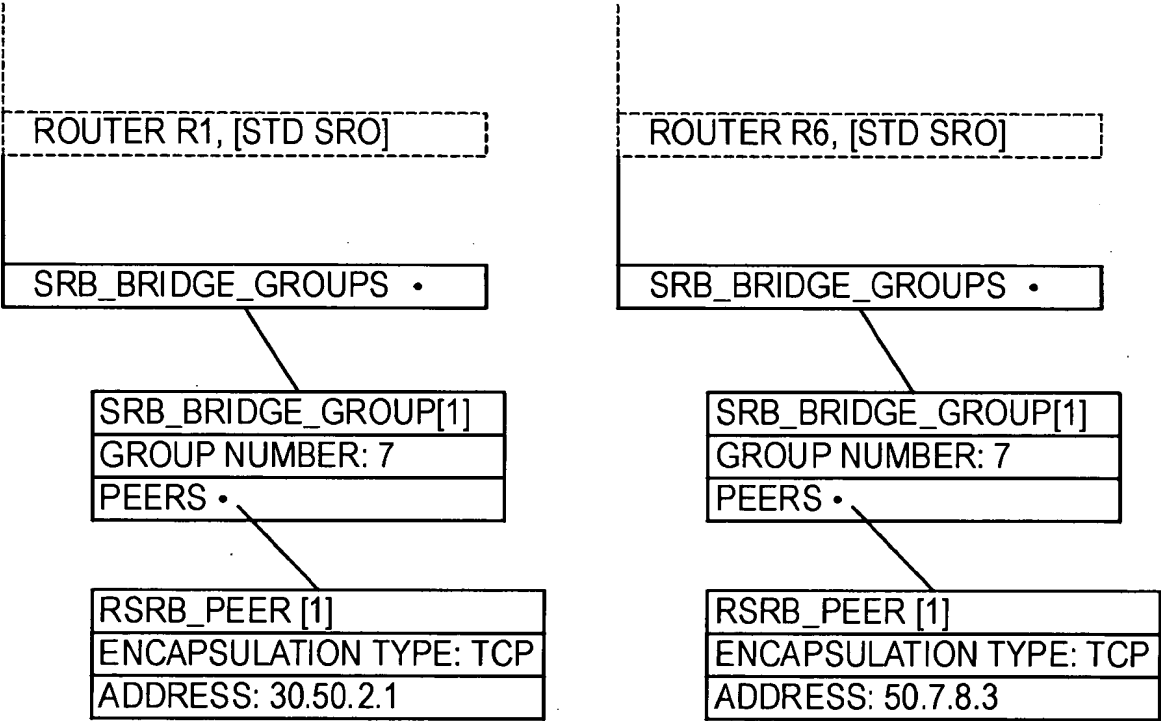 ROUTER R1, [STD SRO]
SRB_BRIDGE_GROUPS •
SRB_BRIDGE_GROUP[1]
GROUP NUMBER: 7
PEERS •
RSRB_PEER [1]
ENCAPSULATION TYPE: TCP
ADDRESS: 30.50.2.1
ROUTER R6, [STD SRO]
SRB_BRIDGE_GROUPS •
SRB_BRIDGE_GROUP[1]
GROUP NUMBER: 7
PEERS •
RSRB_PEER [1]
ENCAPSULATION TYPE: TCP
ADDRESS: 50.7.8.3